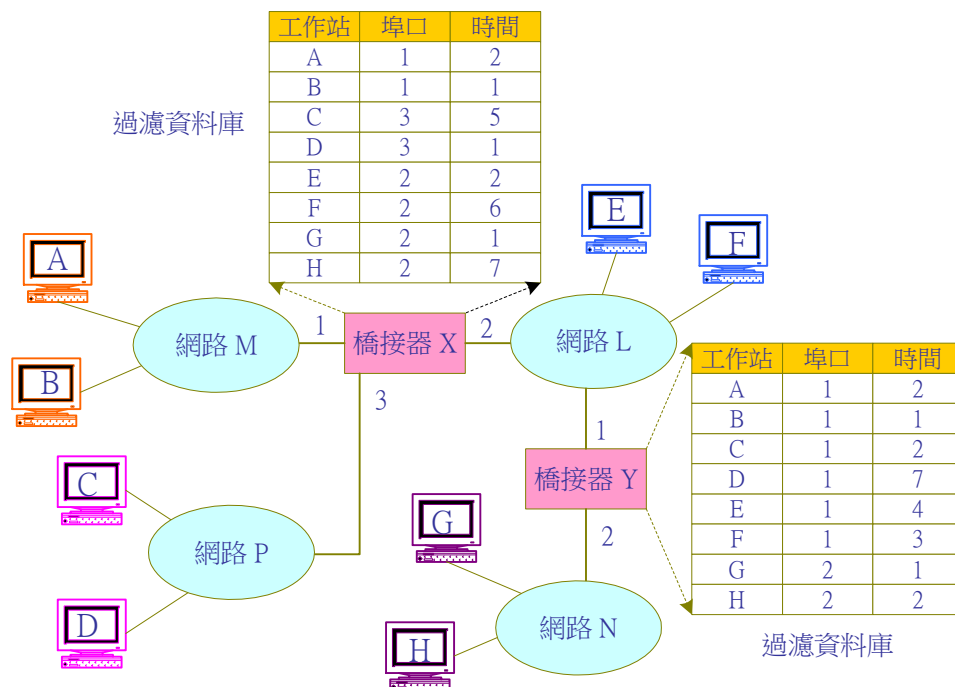 工作站 埠口 時間
A 1 2
B 1 1
C 3 5
D 3 1
E 2 2
F 2 6
G 2 1
H 2 7
過濾資料庫
A
B
網路 M
1
橋接器 X
2
3
網路 L
E
F
C
D
網路 P
1
橋接器 Y
2
G
H
網路 N
工作站 埠口 時間
A 1 2
B 1 1
C 1 2
D 1 7
E 1 4
F 1 3
G 2 1
H 2 2
過濾資料庫